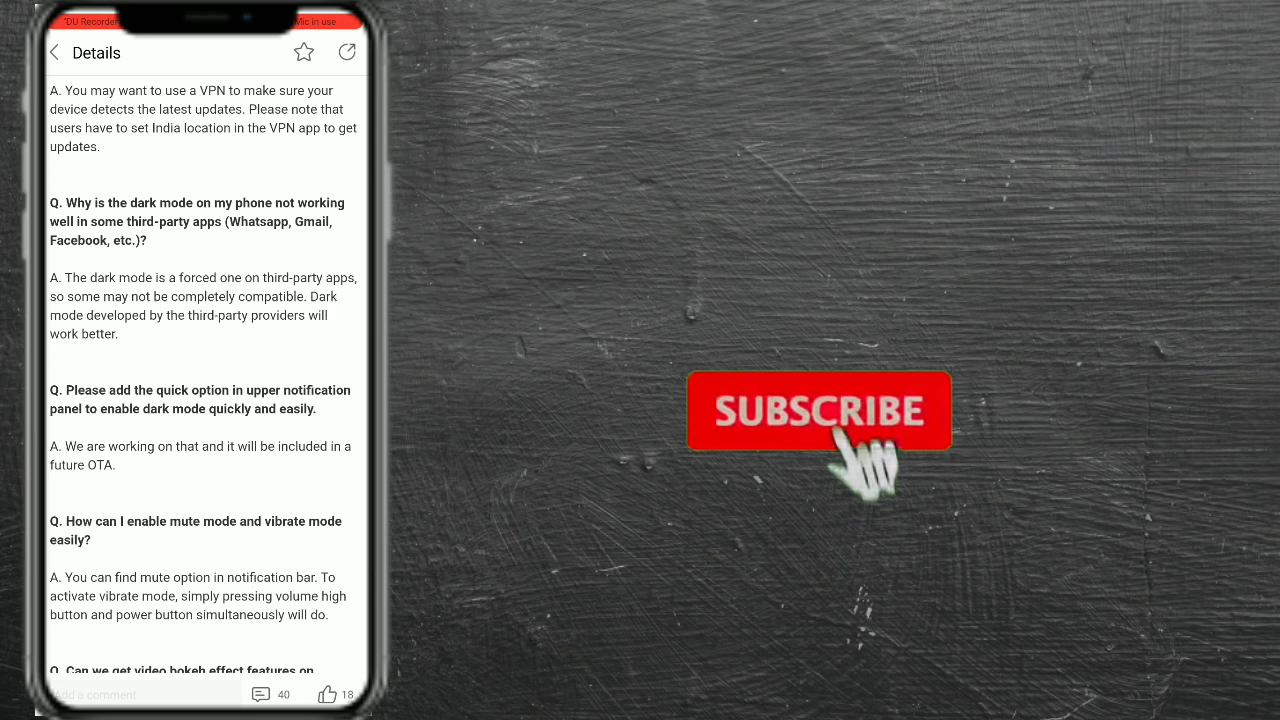 "DU Recorder
Mic in use
Details
A. You may want to use a VPN to make sure your
device detects the latest updates. Please note that
users have to set India location in the VPN app to get
updates.
Q. Why is the dark mode on my phone not working
well in some third-party apps (Whatsapp, Gmail,
Facebook, etc.)?
A. The dark mode is a forced one on third-party apps,
so some may not be completely compatible. Dark
mode developed by the third-party providers will
work better.
Q. Please add the quick option in upper notification
panel to enable dark mode quickly and easily.
A. We are working on that and it will be included in a
future OTA.
Q. How can I enable mute mode and vibrate mode
easily?
A. You can find mute option in notification bar. To
activate vibrate mode, simply pressing volume high
button and power button simultaneously will do.
Q. Can we get video bokeh effect features on
Add a comment
40
18
SUBSCRIBE